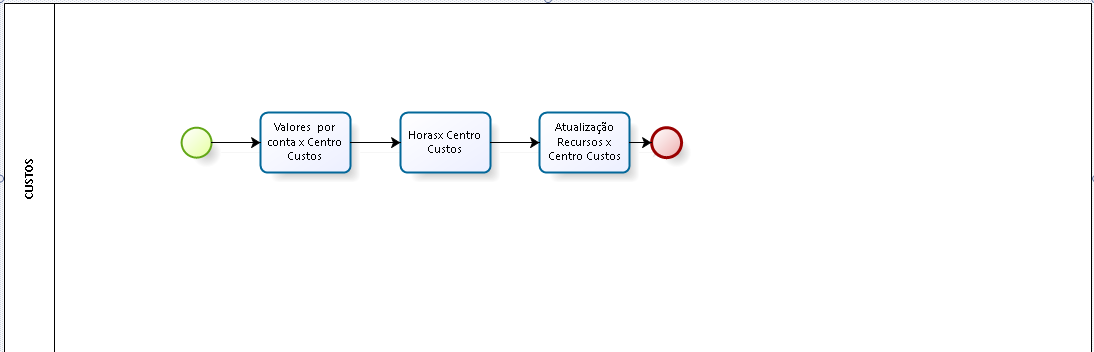 CUSTOS
Valores por
conta x Centro
Custos
Horasx Centro
Custos
Atualização
Recursos x
Centro Custos